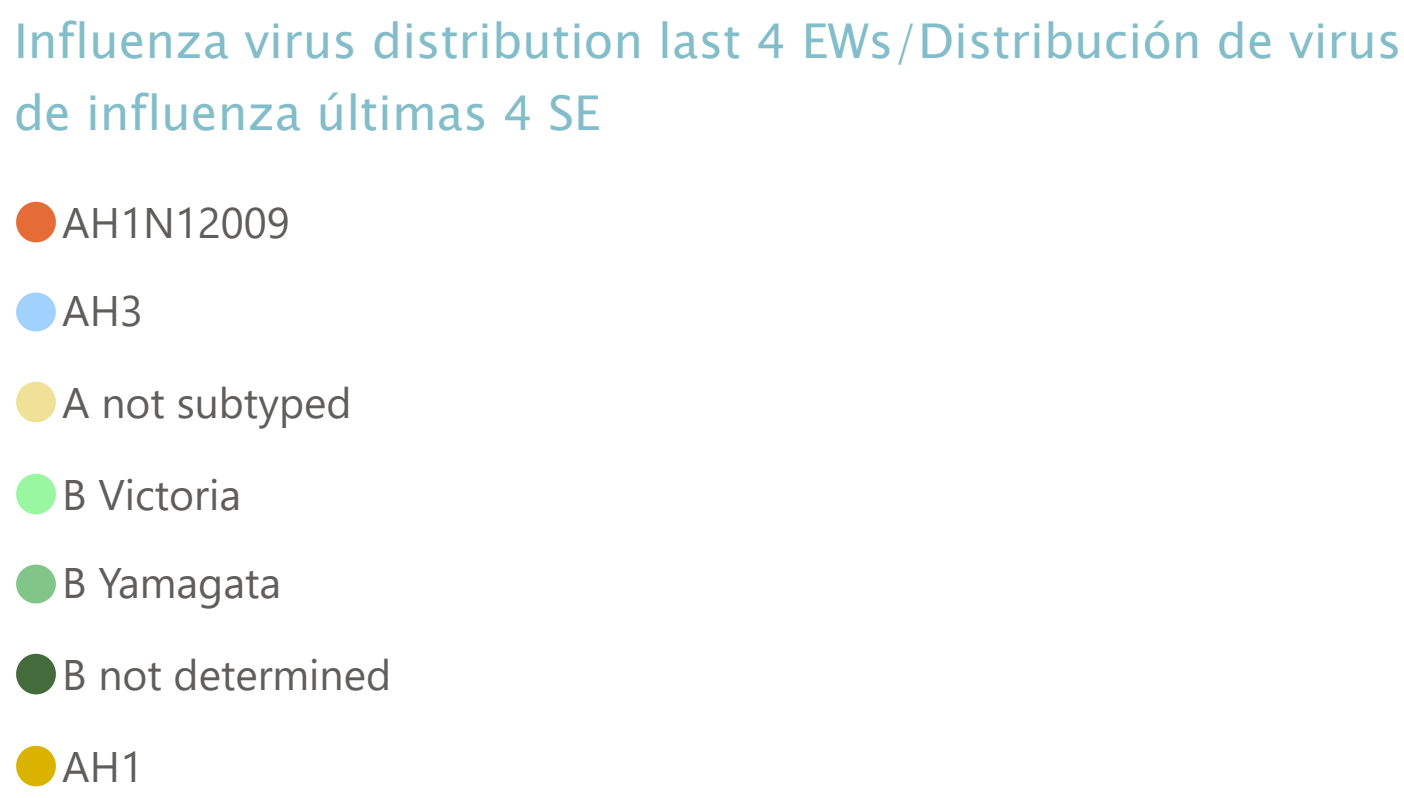 Influenza virus distribution last 4 EWs/Distribución de virus
de influenza últimas 4 SE
AH1N12009
AH3
A not subtyped
B Victoria
B Yamagata
B not determined
AH1